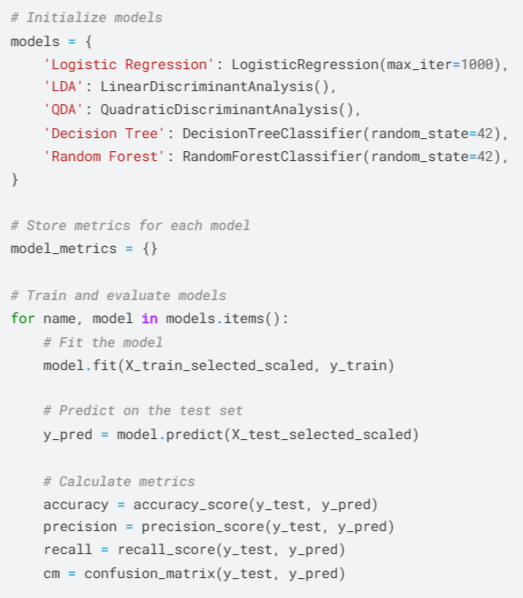 # Initialize models
models = {
    'Logistic Regression': LogisticRegression(max_iter=1000),
    'LDA': LinearDiscriminantAnalysis(),
    'QDA': QuadraticDiscriminantAnalysis(),
    'Decision Tree': DecisionTreeClassifier(random_state=42),
    'Random Forest': RandomForestClassifier(random_state=42),
}

# Store metrics for each model
model_metrics = {}

# Train and evaluate models
for name, model in models.items():
    # Fit the model
    model.fit(X_train_selected_scaled, y_train)

    # Predict on the test set
    y_pred = model.predict(X_test_selected_scaled)

    # Calculate metrics
    accuracy = accuracy_score(y_test, y_pred)
    precision = precision_score(y_test, y_pred)
    recall = recall_score(y_test, y_pred)
    cm = confusion_matrix(y_test, y_pred)